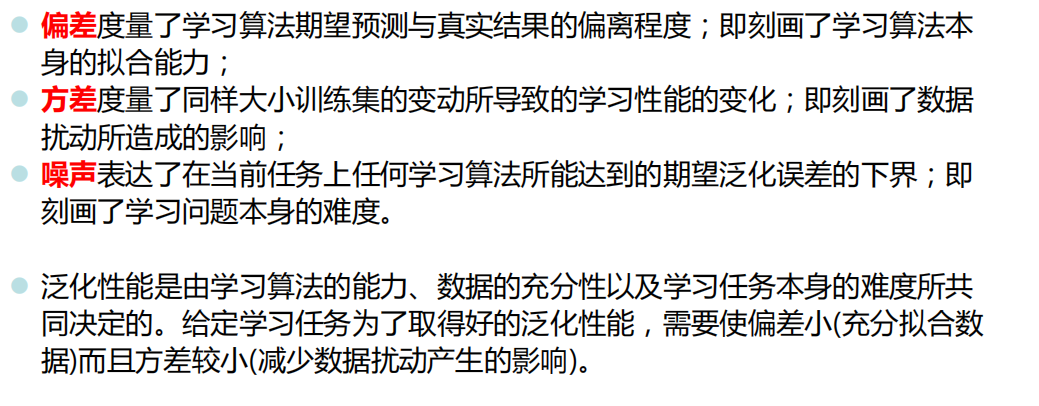 偏差度量了学习算法期望预测与真实结果的偏离程度；即刻画了学习算法本
身的拟合能力；
方差度量了同样大小训练集的变动所导致的学习性能的变化；即刻画了数据
扰动所造成的影响；
噪声表达了在当前任务上任何学习算法所能达到的期望泛化误差的下界；即
刻画了学习问题本身的难度。
泛化性能是由学习算法的能力、数据的充分性以及学习任务本身的难度所共
同决定的。给定学习任务为了取得好的泛化性能，需要使偏差小(充分拟合数
据)而且方差较小(减少数据扰动产生的影响)。